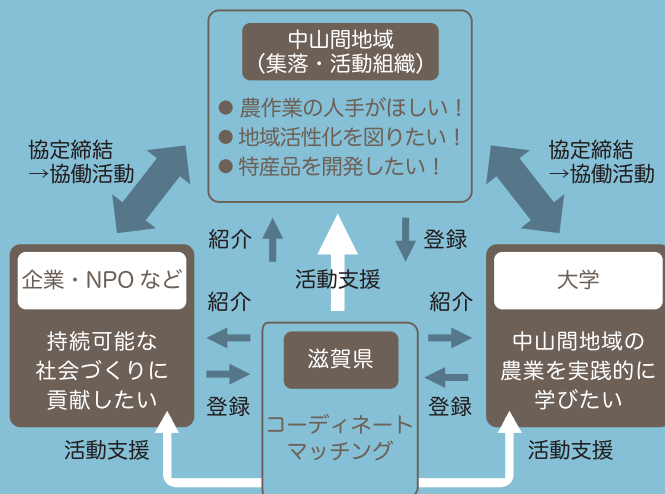 中山間地域
(集落・活動組織)
● 農作業の人手がほしい！
● 地域活性化を図りたい！
● 特産品を開発したい！
協定締結
→協働活動
協定締結
→協働活動
紹介
登録
活動支援
企業・NPO など
持続可能な
社会づくりに
貢献したい
大学
中山間地域の
農業を実践的に
学びたい
紹介
登録
紹介
登録
滋賀県
コーディネート
マッチング
活動支援
活動支援